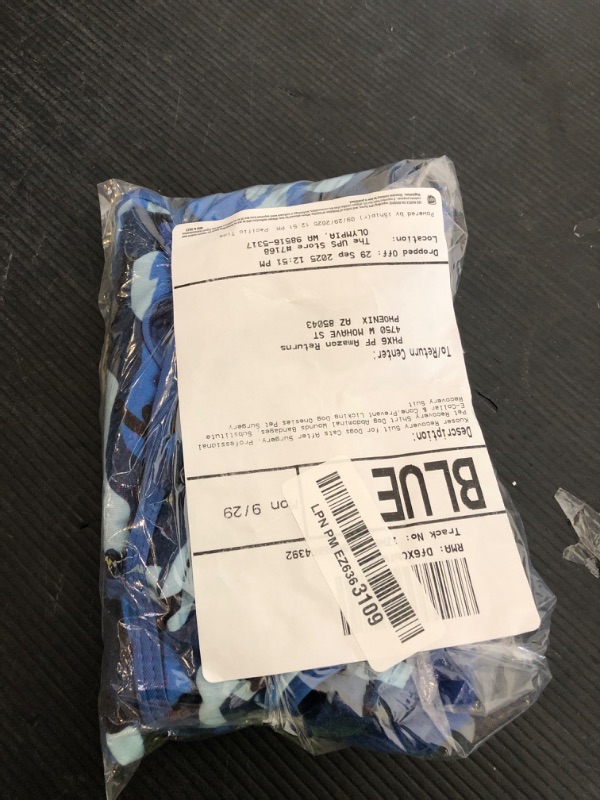 RMA: DF6XC
4392
Track No:
BLUE
on 9/29
Description:
Kuoser Recovery Suit for Dogs Cats After Surgery, Professional
Pet Recovery Shirt Dog Abdominal Wounds Bandages, Substitute
E-Collar & Cone,Prevent Licking Dog Onesies Pet Surgery
Recovery Suit
To/Return Center:
PHX6 PF Amazon Returns
4750 W MOHAVE ST
PHOENIX AZ 85043
Dropped Off: 29 Sep 2025 12:51 PM
Location: The UPS Store #7168
OLYMPIA, WA 98516-5317
Powered by iShip(r) 09/29/2025 12:51 PM Pacific Time
LPN PM EZ6363109